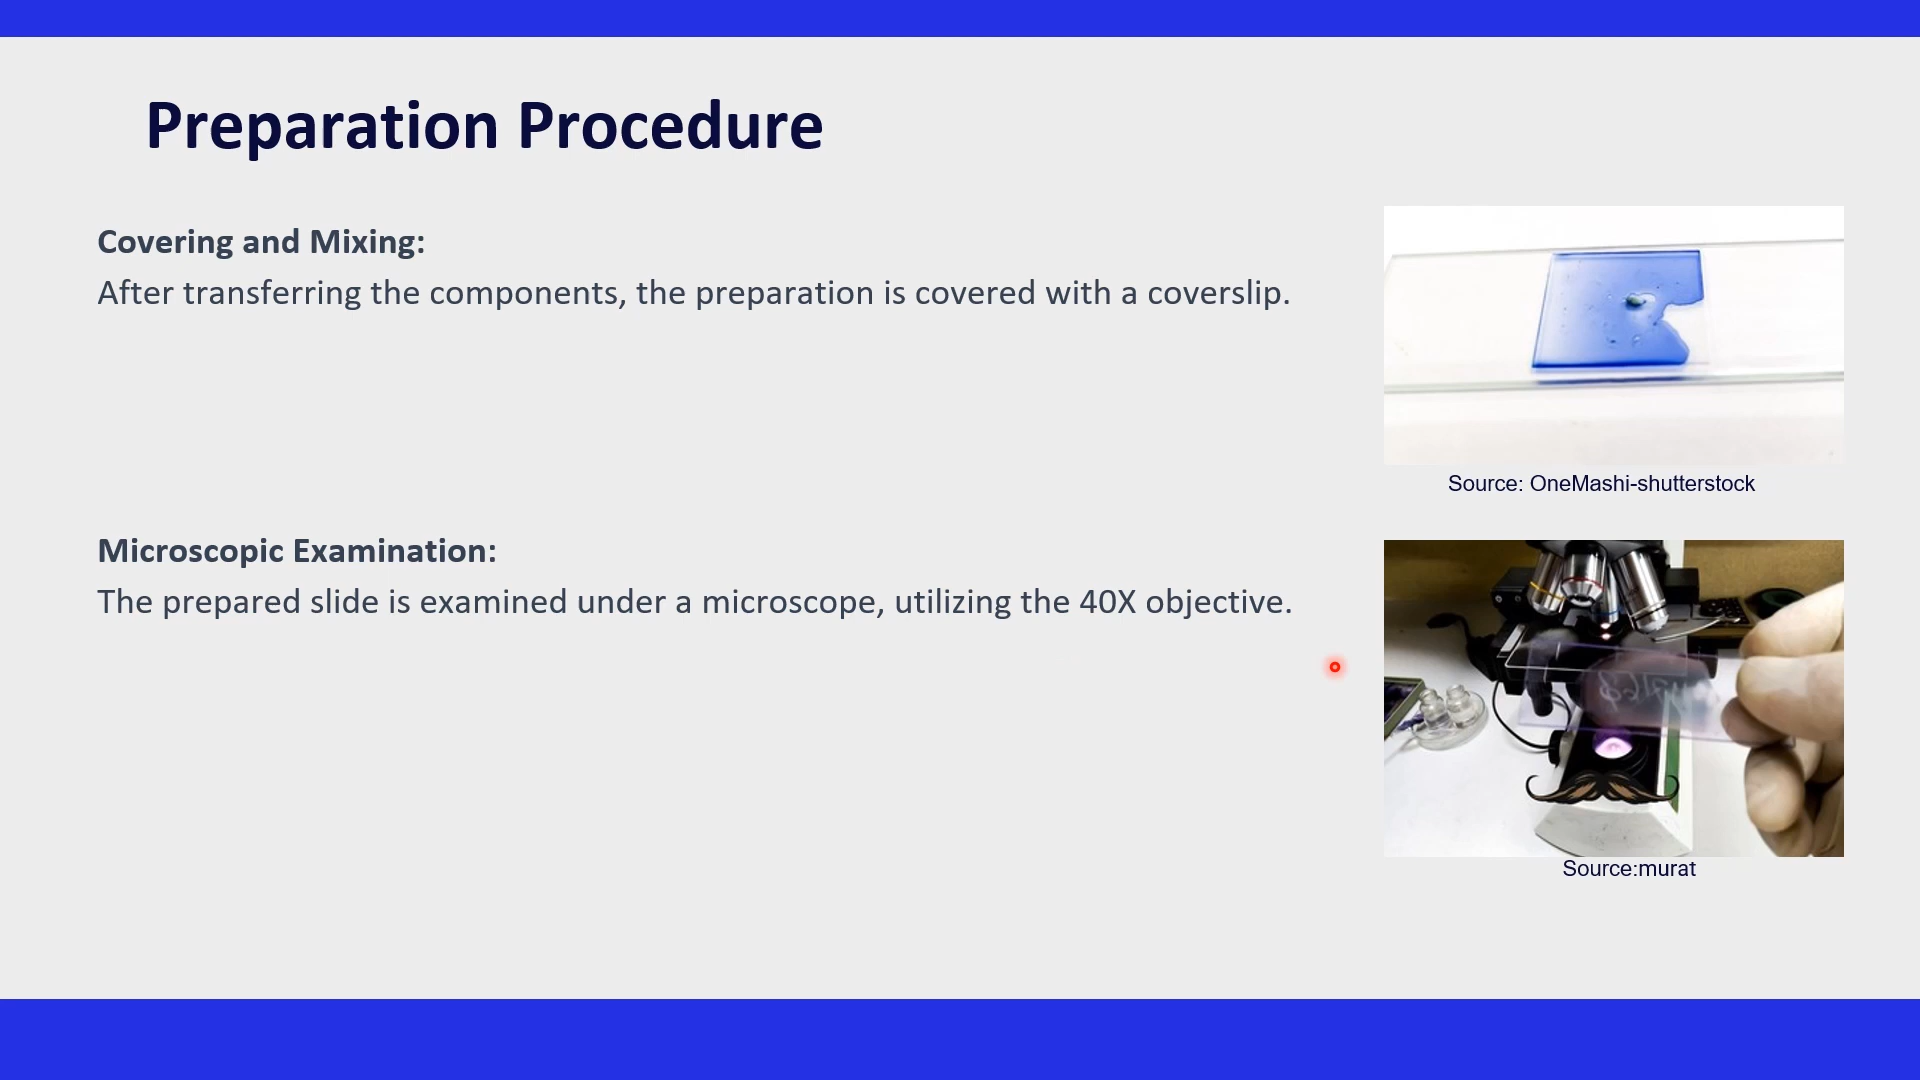 Preparation Procedure
Covering and Mixing:
After transferring the components, the preparation is covered with a coverslip.
Source: OneMashi-shutterstock
Microscopic Examination:
The prepared slide is examined under a microscope, utilizing the 40X objective.
Source:murat